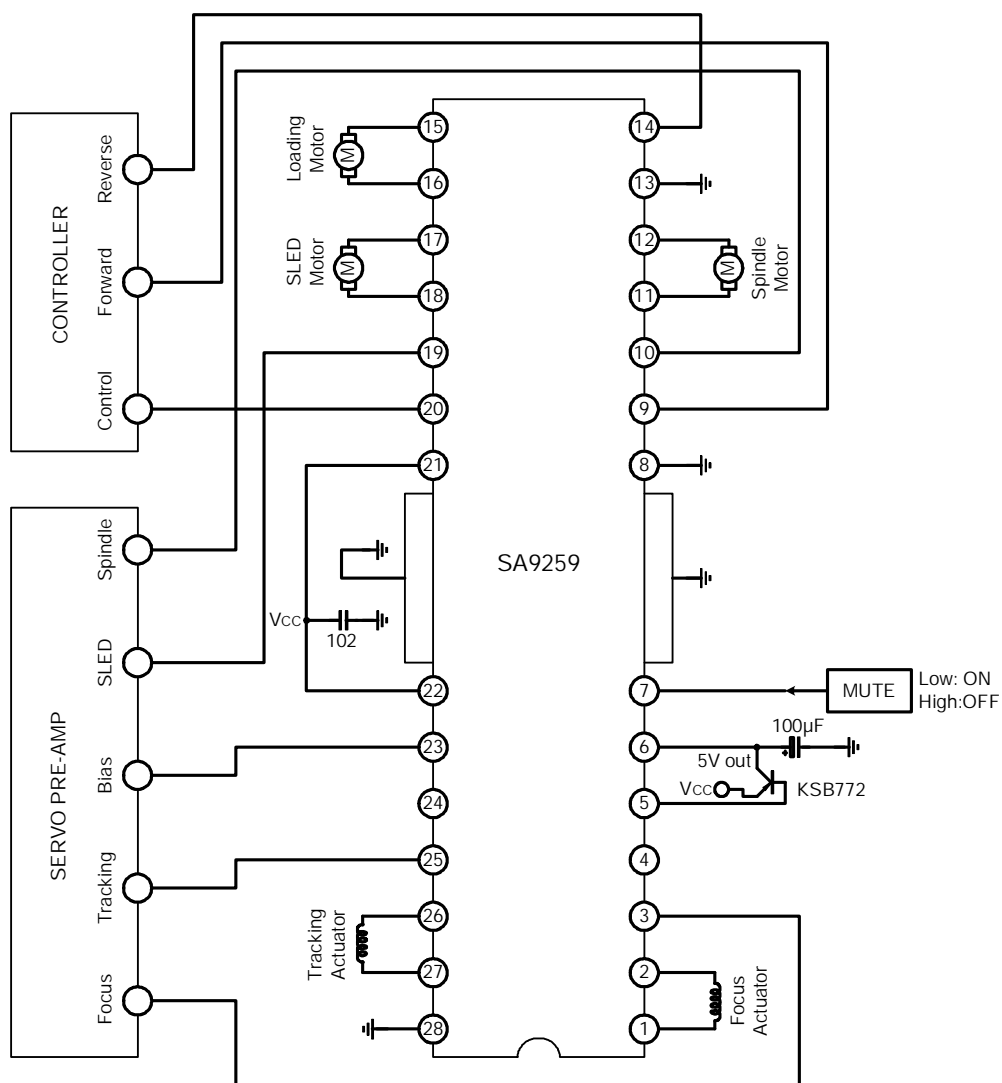 CONTROLLER
Reverse
Forward
Control
SERVO PRE-AMP
Spindle
SLED
Bias
Tracking
Focus
Loading
Motor
M
SLED
Motor
M
Vcc
102
Tracking
Actuator
15
16
17
18
19
20
21
22
23
24
25
26
27
28
SA9259
14
13
12
11
10
9
8
7
6
5
4
3
2
1
M
Spindle
Motor
MUTE
Low: ON
High:OFF
100µF
+
5V out
Vcc
KSB772
Focus
Actuator